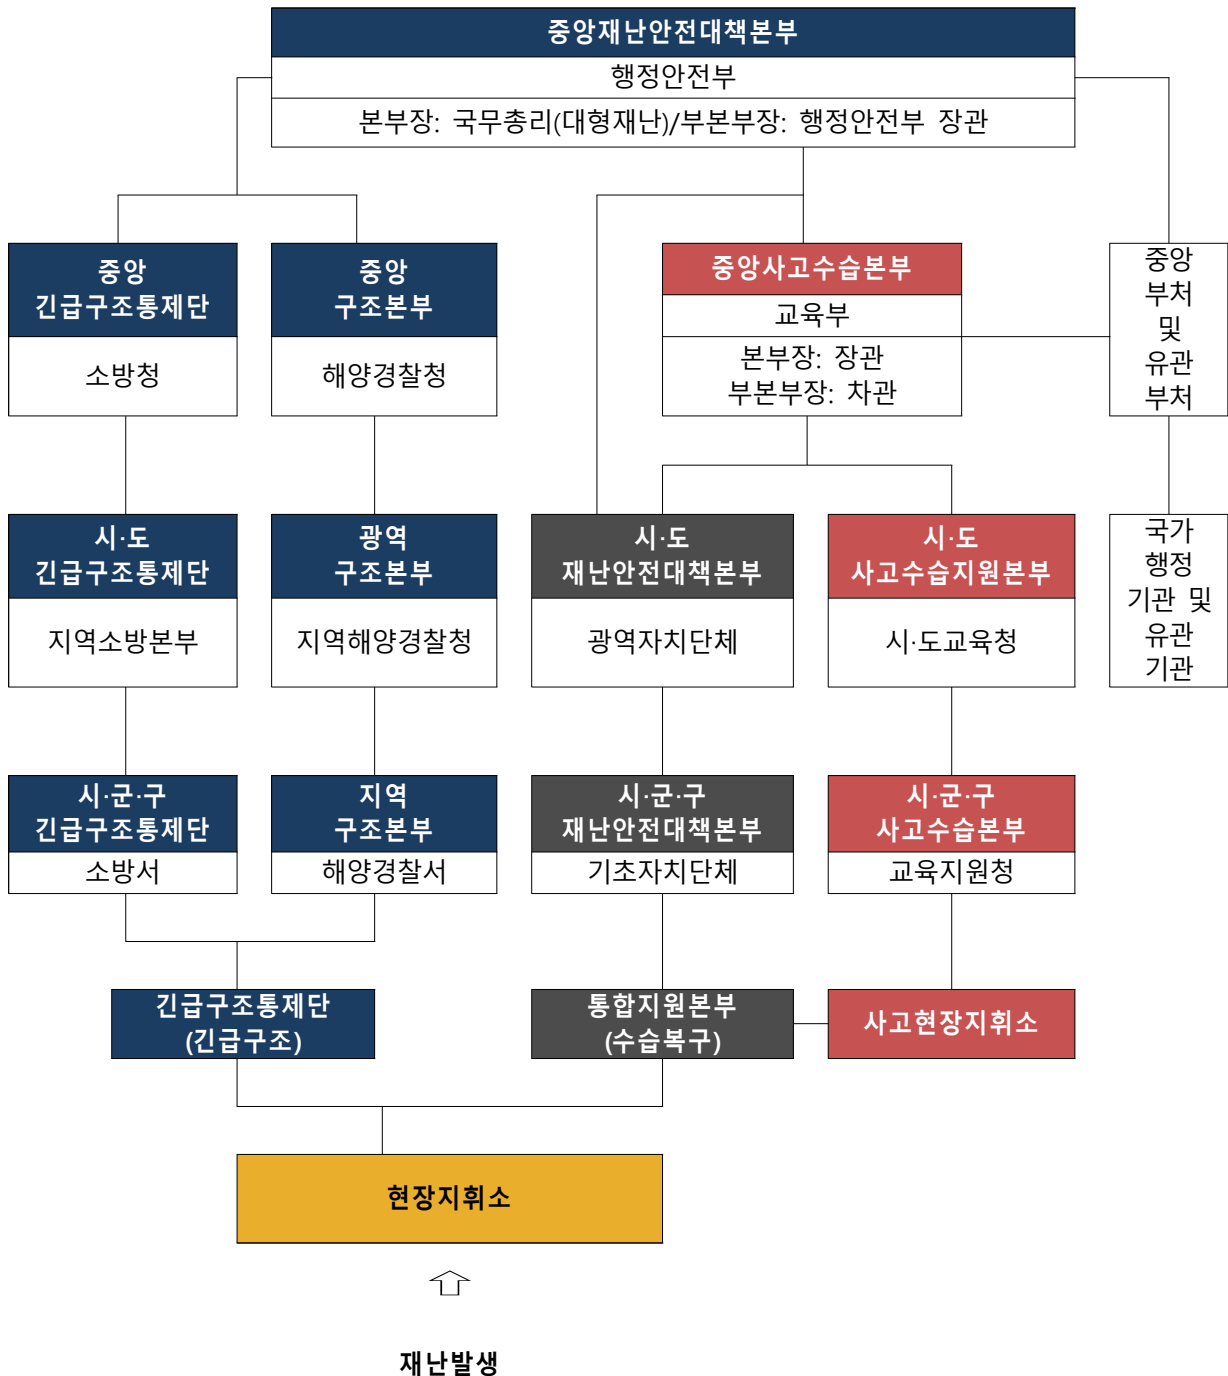 중앙재난안전대책본부
행정안전부
본부장: 국무총리(대형재난)/부본부장: 행정안전부 장관
중앙
긴급구조통제단
소방청
중앙
구조본부
해양경찰청
중앙사고수습본부
교육부
본부장: 장관
부본부장: 차관
중앙
부처
및
유관
부처
시·도
긴급구조통제단
지역소방본부
광역
구조본부
지역해양경찰청
시·도
재난안전대책본부
광역자치단체
시·도
사고수습지원본부
시·도교육청
국가
행정
기관 및
유관
기관
시·군·구
긴급구조통제단
소방서
지역
구조본부
해양경찰서
시·군·구
재난안전대책본부
기초자치단체
시·군·구
사고수습본부
교육지원청
긴급구조통제단
(긴급구조)
통합지원본부
(수습복구)
사고현장지휘소
현장지휘소
재난발생